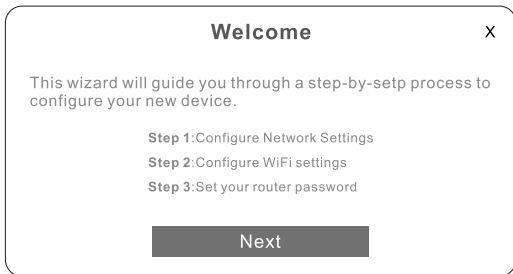 Welcome
X
This wizard will guide you through a step-by-setp process to
configure your new device.
Step 1:Configure Network Settings
Step 2:Configure WiFi settings
Step 3:Set your router password
Next